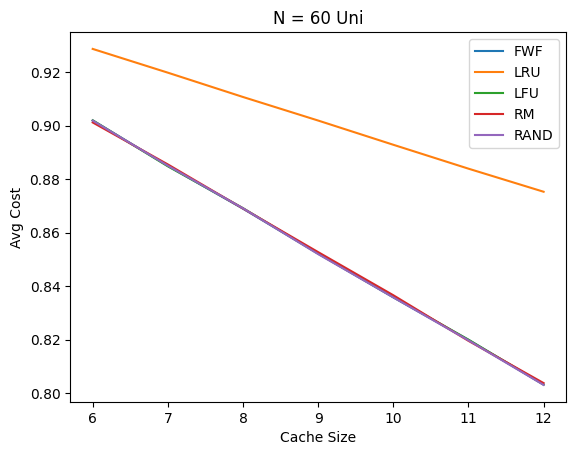 N = 60 Uni
FWF
LRU
LFU
RM
RAND
Avg Cost
0.92
0.90
0.88
0.86
0.84
0.82
0.80
6 7 8 9 10 11 12
Cache Size